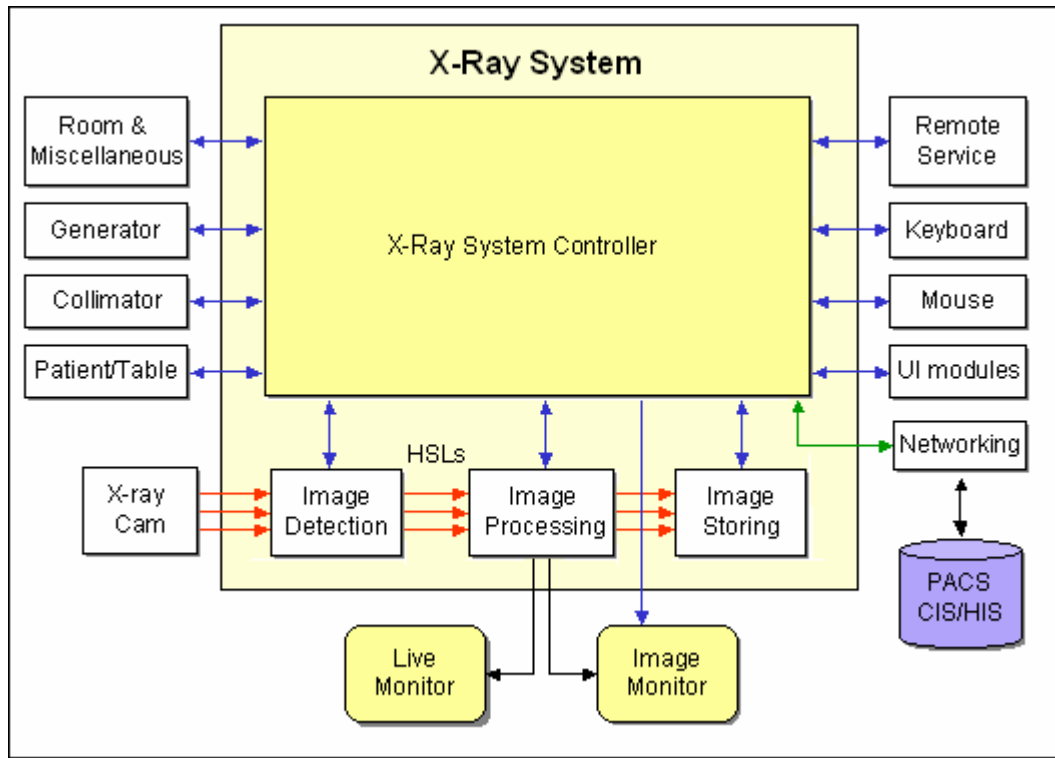 X-Ray System
Room &
Miscellaneous
Generator
Collimator
Patient/Table
X-Ray System Controller
Remote
Service
Keyboard
Mouse
UI modules
Networking
HSLs
X-ray
Cam
Image
Detection
Image
Processing
Image
Storing
PACS
CIS/HIS
Live
Monitor
Image
Monitor